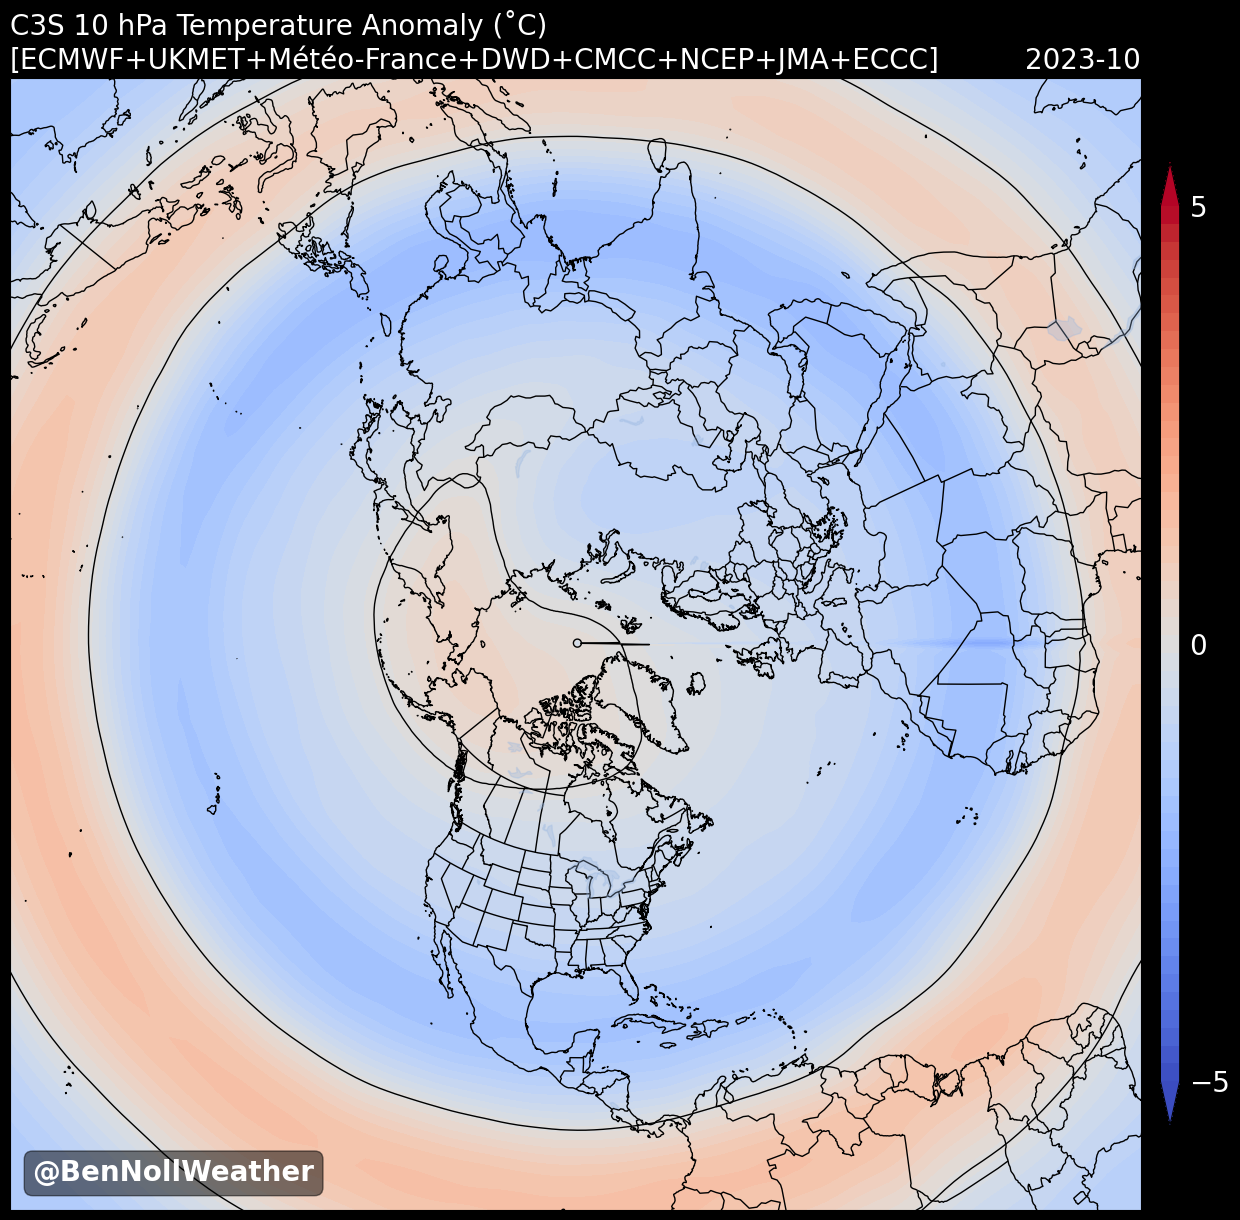 C3S 10 hPa Temperature Anomaly (˚C)
[ECMWF+UKMET+Météo-France+DWD+CMCC+NCEP+JMA+ECCC] 2023-10
5
0
−5
@BenNollWeather